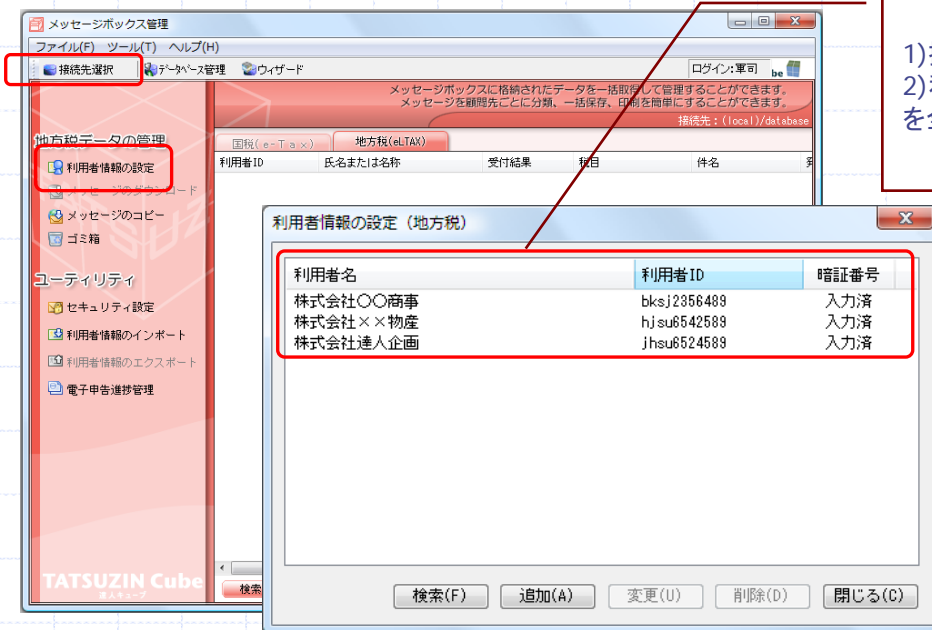 メッセージボックス管理
ファイル(F) ツール(T) ヘルプ(H)
接続先選択 データベース管理 ウィザード ログイン:軍司 be
メッセージボックスに格納されたデータを一括取得して管理することができます。
メッセージを顧問先ごとに分類、一括保存、印刷を簡単にすることができます。
接続先：(local)/database
地方税データの管理
国税(e-Tax) 地方税(eLTAX)
利用者ID 氏名または名称 受付結果 税目 件名
利用者情報の設定
メッセージのダウンロード
メッセージのコピー
ゴミ箱
ユーティリティ
セキュリティ設定
利用者情報のインポート
利用者情報のエクスポート
電子申告進捗管理
TATSUZIN Cube
達人キューブ
検索
利用者情報の設定（地方税）
利用者名 利用者ID 暗証番号
株式会社〇〇商事 bksj2356489 入力済
株式会社××物産 hjsu6542589 入力済
株式会社達人企画 jhsu6524589 入力済
検索(F) 追加(A) 変更(U) 削除(D) 閉じる(C)
1)
2)
を